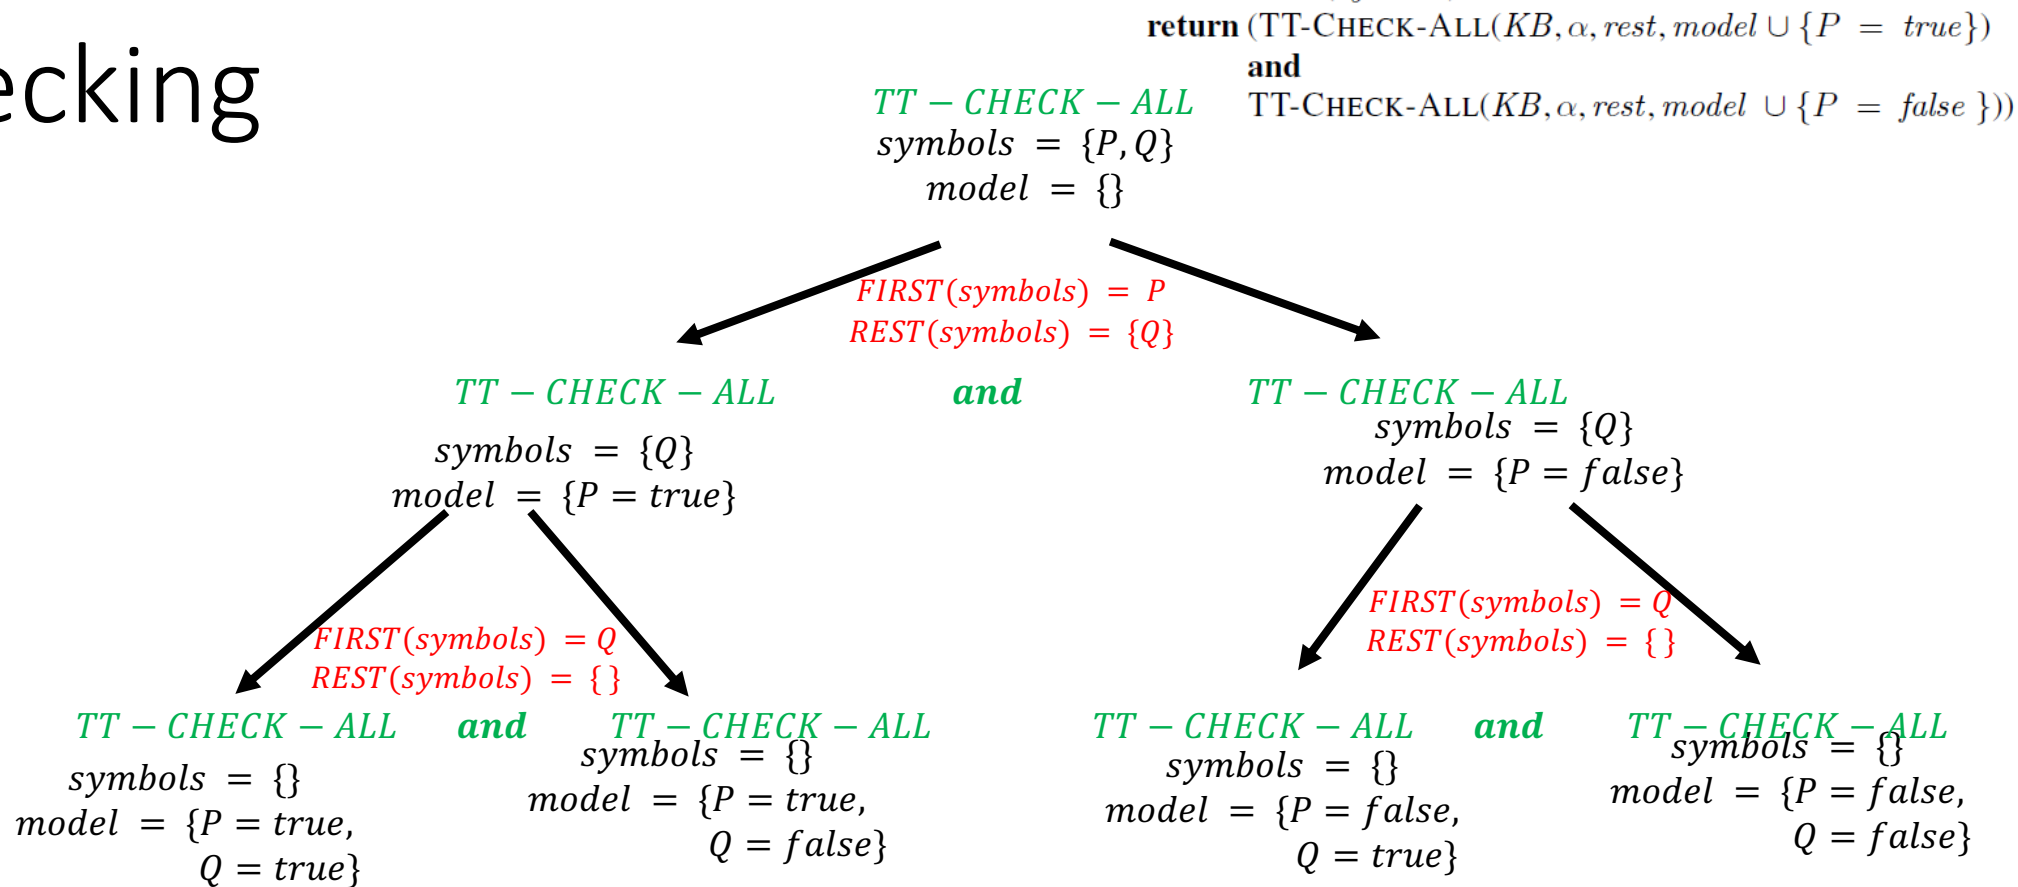 ecking
return (TT-CHECK-ALL(KB, α, rest, model ∪ {P = true})
and
TT-CHECK-ALL(KB, α, rest, model ∪ {P = false }))
TT − CHECK − ALL
symbols = {P, Q}
model = {}
FIRST(symbols) = P
REST(symbols) = {Q}
TT − CHECK − ALL and TT − CHECK − ALL
symbols = {Q}
model = {P = true}
symbols = {Q}
model = {P = false}
FIRST(symbols) = Q
REST(symbols) = { }
FIRST(symbols) = Q
REST(symbols) = { }
TT − CHECK − ALL and TT − CHECK − ALL
symbols = {}
model = {P = true,
Q = true}
symbols = {}
model = {P = true,
Q = false}
TT − CHECK − ALL and TT − CHECK − ALL
symbols = {}
model = {P = false,
Q = true}
symbols = {}
model = {P = false,
Q = false}